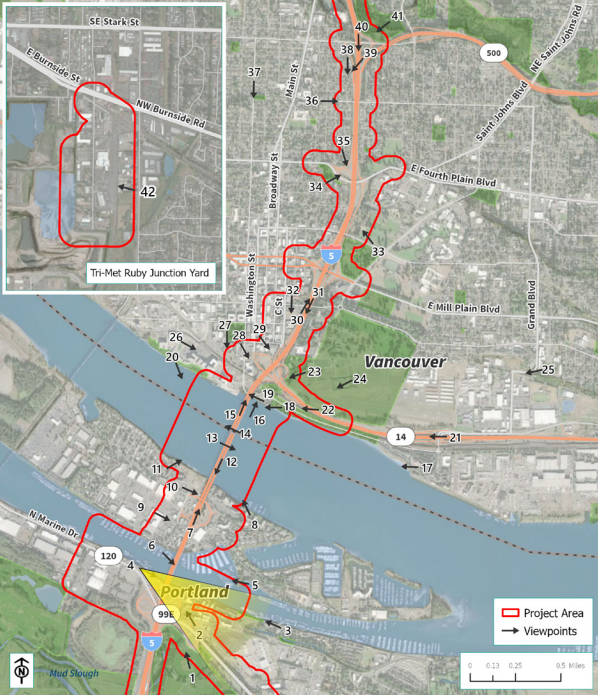 SE Stark St
E Burnside St
NW Burnside Rd
42
Tri-Met Ruby Junction Yard
41
40
38
39
500
NE Saint Johns Rd
Saint Johns Blvd
37
Main St
36
35
34
E Fourth Plain Blvd
Broadway St
33
5
Washington St
C St
32
31
30
E Mill Plain Blvd
Grand Blvd
27
29
28
26
20
Vancouver
25
23
24
19
15
18
22
16
14
14
21
13
17
12
11
10
9
8
7
N Marine Dr
6
120
4
5
Portland
99E
2
3
5
1
Mud Slough
N
Project Area
Viewpoints
0
0.13
0.25
0.5 Miles